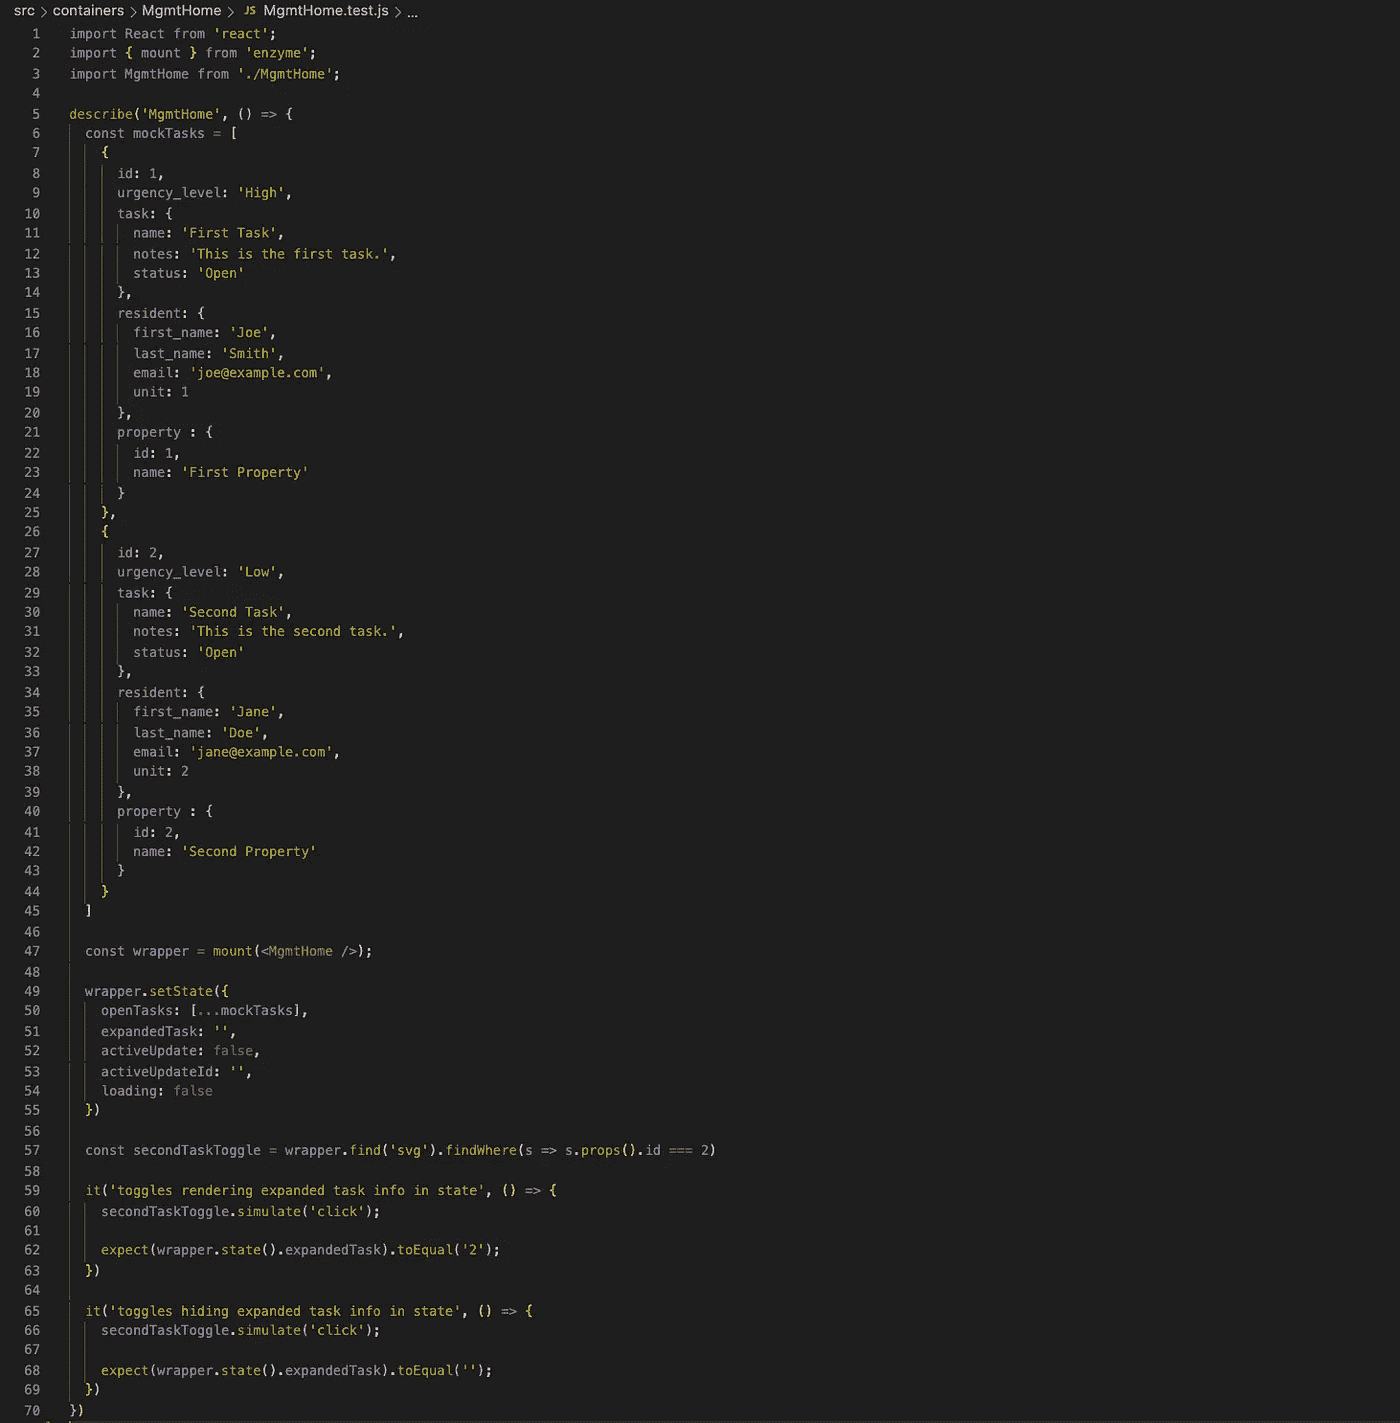 src > containers > MgmtHome > JS MgmtHome.test.js > ...
1 import React from 'react';
2 import { mount } from 'enzyme';
3 import MgmtHome from './MgmtHome';
4
5 describe('MgmtHome', () => {
6 const mockTasks = [
7 {
8 id: 1,
9 urgency_level: 'High',
10 task: {
11 name: 'First Task',
12 notes: 'This is the first task.',
13 status: 'Open'
14 },
15 resident: {
16 first_name: 'Joe',
17 last_name: 'Smith',
18 email: 'joe@example.com',
19 unit: 1
20 },
21 property : {
22 id: 1,
23 name: 'First Property'
24 }
25 },
26 {
27 id: 2,
28 urgency_level: 'Low',
29 task: {
30 name: 'Second Task',
31 notes: 'This is the second task.',
32 status: 'Open'
33 },
34 resident: {
35 first_name: 'Jane',
36 last_name: 'Doe',
37 email: 'jane@example.com',
38 unit: 2
39 },
40 property : {
41 id: 2,
42 name: 'Second Property'
43 }
44 }
45 ]
46
47 const wrapper = mount(<MgmtHome />);
48
49 wrapper.setState({
50 openTasks: [...mockTasks],
51 expandedTask: '',
52 activeUpdate: false,
53 activeUpdateId: '',
54 loading: false
55 })
56
57 const secondTaskToggle = wrapper.find('svg').findWhere(s => s.props().id === 2)
58
59 it('toggles rendering expanded task info in state', () => {
60 secondTaskToggle.simulate('click');
61
62 expect(wrapper.state().expandedTask).toEqual('2');
63 })
64
65 it('toggles hiding expanded task info in state', () => {
66 secondTaskToggle.simulate('click');
67
68 expect(wrapper.state().expandedTask).toEqual('');
69 })
70 })